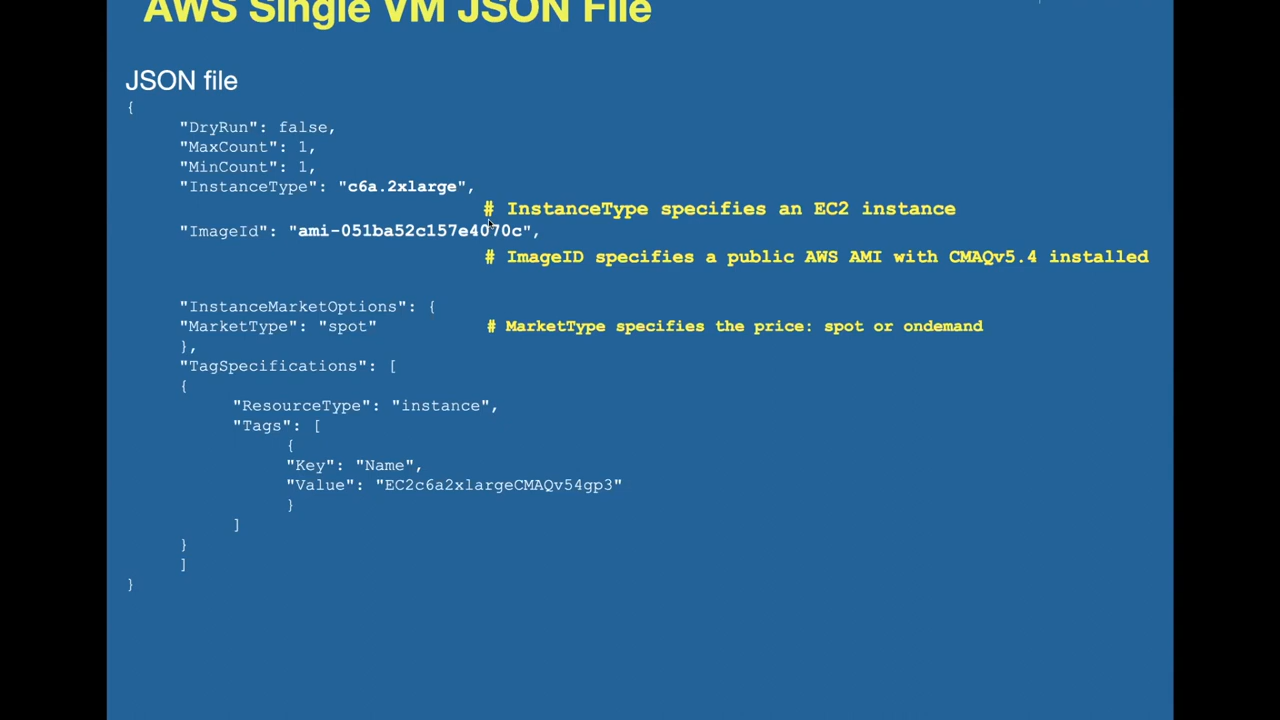 AWS Single VM JSON File
JSON file
{
"DryRun": false,
"MaxCount": 1,
"MinCount": 1,
"InstanceType": "c6a.2xlarge",
# InstanceType specifies an EC2 instance
"ImageId": "ami-051ba52c157e4070c",
# ImageID specifies a public AWS AMI with CMAQv5.4 installed
"InstanceMarketOptions": {
"MarketType": "spot" # MarketType specifies the price: spot or ondemand
},
"TagSpecifications": [
{
"ResourceType": "instance",
"Tags": [
{
"Key": "Name",
"Value": "EC2c6a2xlargeCMAQv54gp3"
}
]
}
]
}